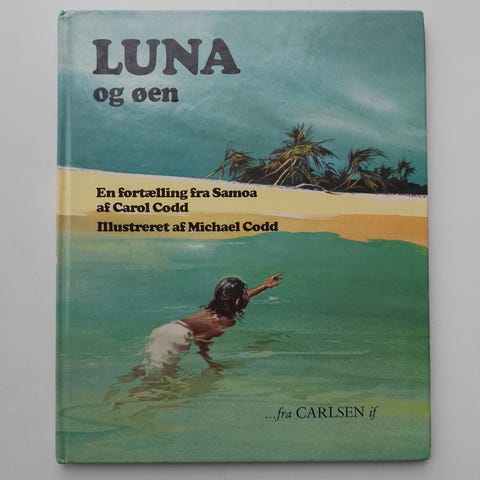 LUNA
og øen
En fortælling fra Samoa
af Carol Codd
Illustreret af Michael Codd
...fra CARLSEN if